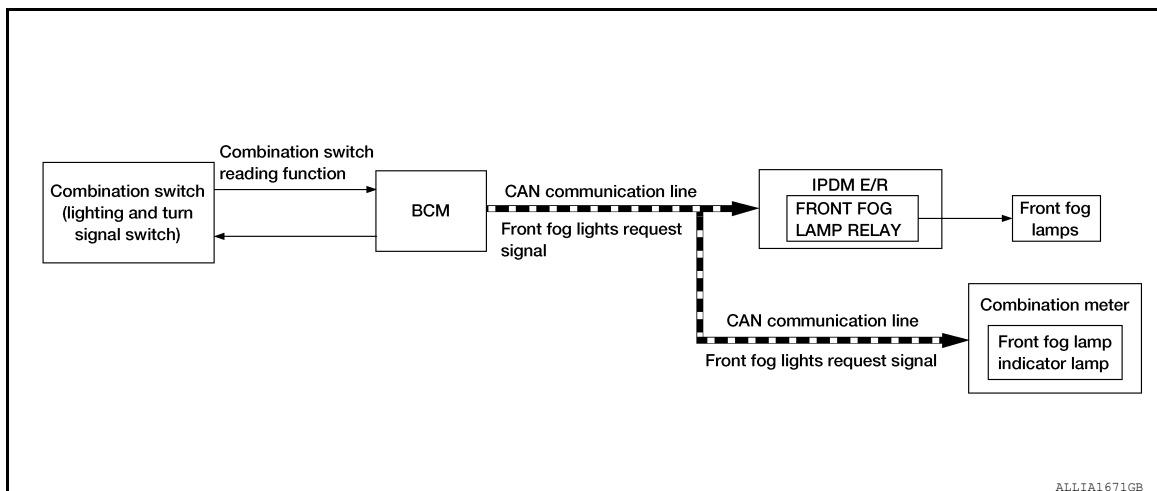 Combination switch
reading function
Combination switch
(lighting and turn
signal switch)
BCM
CAN communication line
Front fog lights request
signal
IPDM E/R
FRONT FOG
LAMP RELAY
Front fog
lamps
CAN communication line
Front fog lights request signal
Combination meter
Front fog lamp
indicator lamp
ALLIA1671GB